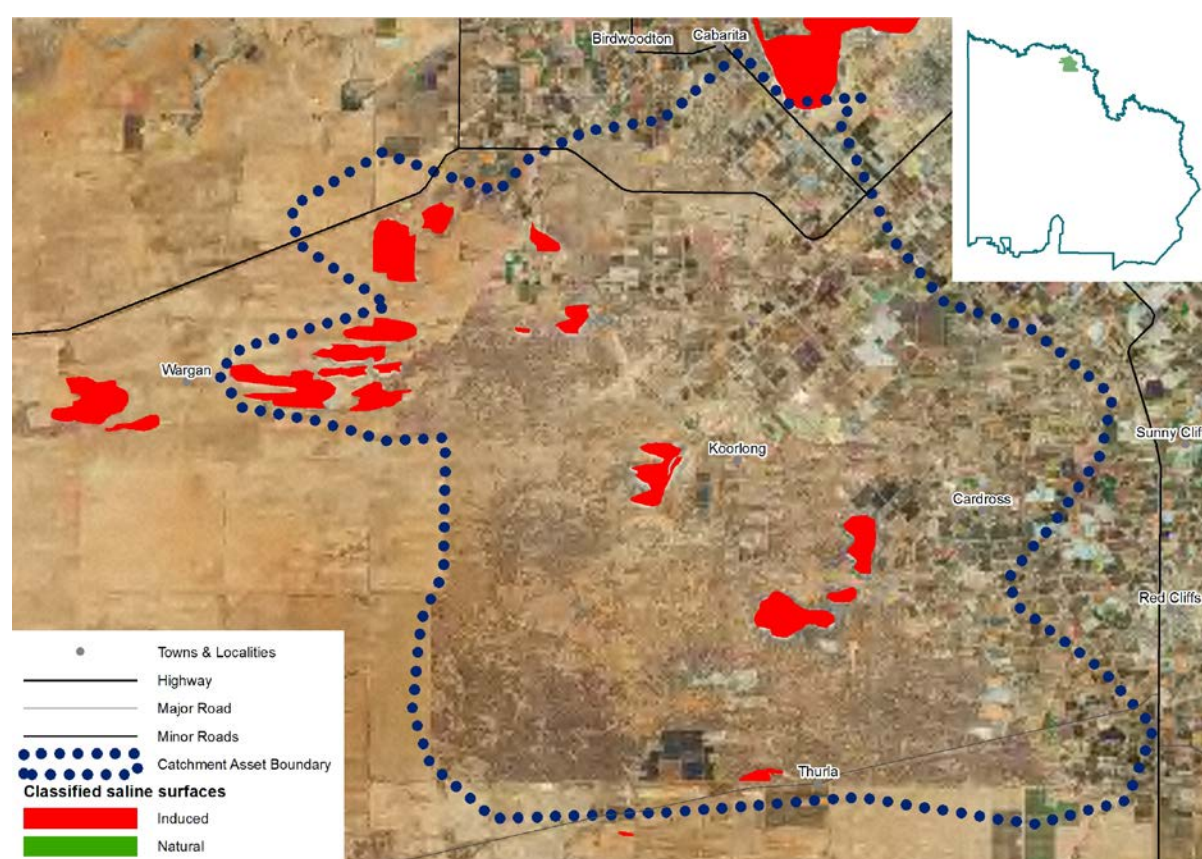 Birdwoodton
Cabarita
Wargan
Koorlong
Sunny Clif
Cardross
Red Cliffs
Thurla
Towns & Localities
Highway
Major Road
Minor Roads
Catchment Asset Boundary
Classified saline surfaces
Induced
Natural